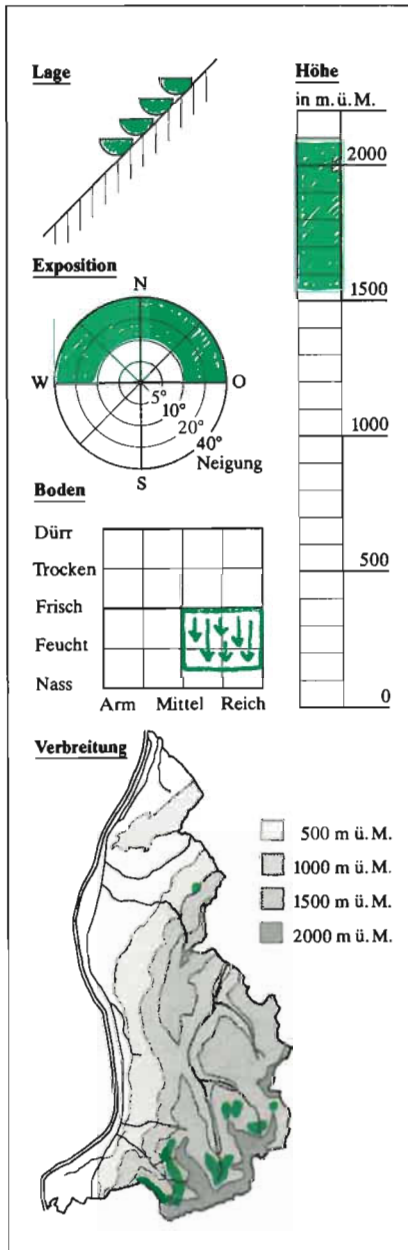 Lage
Höhe
in m. ü. M.
2000
1500
1000
500
0
Exposition
N
W
O
S
5°
10°
20°
40°
Neigung
Boden
Dürr
Trocken
Frisch
Feucht
Nass
Arm Mittel Reich
Verbreitung
500 m ü. M.
1000 m ü. M.
1500 m ü. M.
2000 m ü. M.